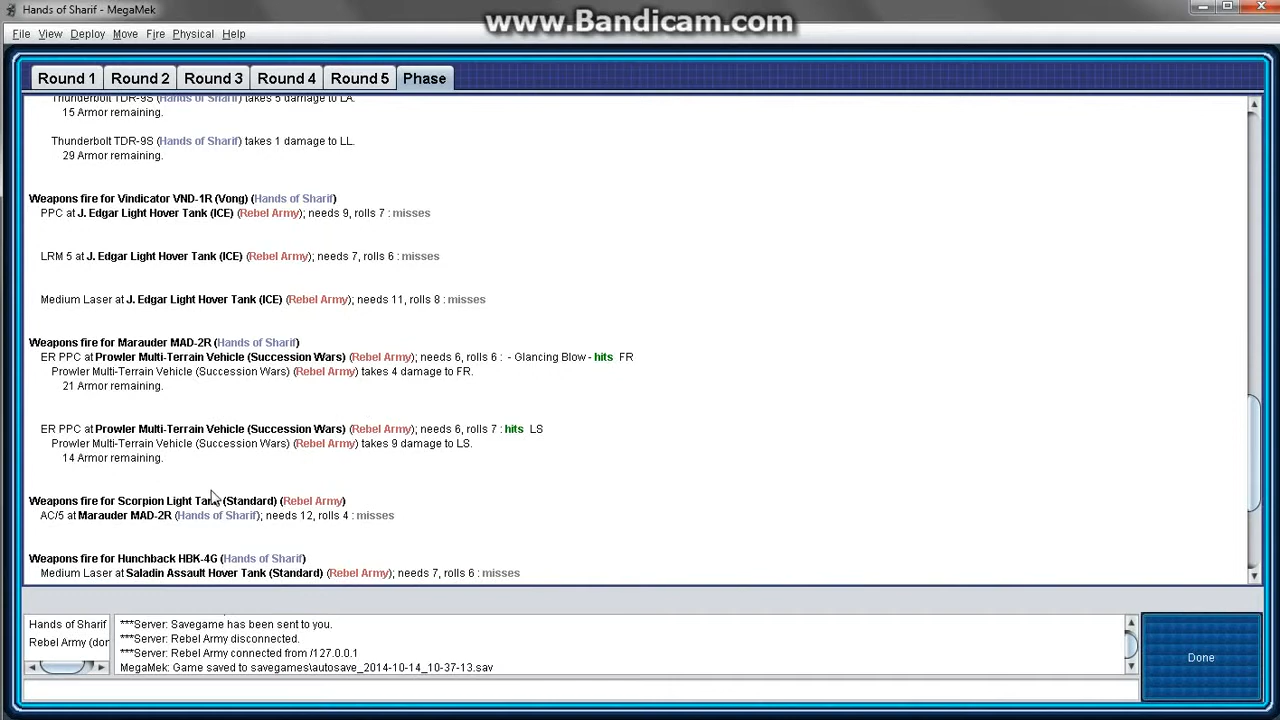 Hands of Sharif - MegaMek
www.Bandicam.com
File View Deploy Move Fire Physical Help
Round 1 Round 2 Round 3 Round 4 Round 5 Phase
Thunderbolt TDR-9S (Hands of Sharif) takes 5 damage to LA.
15 Armor remaining.
Thunderbolt TDR-9S (Hands of Sharif) takes 1 damage to LL.
29 Armor remaining.
Weapons fire for Vindicator VND-1R (Vong) (Hands of Sharif)
PPC at J. Edgar Light Hover Tank (ICE) (Rebel Army); needs 9, rolls 7 : misses
LRM 5 at J. Edgar Light Hover Tank (ICE) (Rebel Army); needs 7, rolls 6 : misses
Medium Laser at J. Edgar Light Hover Tank (ICE) (Rebel Army); needs 11, rolls 8 : misses
Weapons fire for Marauder MAD-2R (Hands of Sharif)
ER PPC at Prowler Multi-Terrain Vehicle (Succession Wars) (Rebel Army); needs 6, rolls 6 : - Glancing Blow - hits FR
Prowler Multi-Terrain Vehicle (Succession Wars) (Rebel Army) takes 4 damage to FR.
21 Armor remaining.
ER PPC at Prowler Multi-Terrain Vehicle (Succession Wars) (Rebel Army); needs 6, rolls 7 : hits LS
Prowler Multi-Terrain Vehicle (Succession Wars) (Rebel Army) takes 9 damage to LS.
14 Armor remaining.
Weapons fire for Scorpion Light Tank (Standard) (Rebel Army)
AC/5 at Marauder MAD-2R (Hands of Sharif); needs 12, rolls 4 : misses
Weapons fire for Hunchback HBK-4G (Hands of Sharif)
Medium Laser at Saladin Assault Hover Tank (Standard) (Rebel Army); needs 7, rolls 6 : misses
Hands of Sharif
Rebel Army (don
***Server: Savegame has been sent to you.
***Server: Rebel Army disconnected.
***Server: Rebel Army connected from /127.0.0.1
MegaMek: Game saved to savegames\autosave_2014-10-14_10-37-13.sav
Done